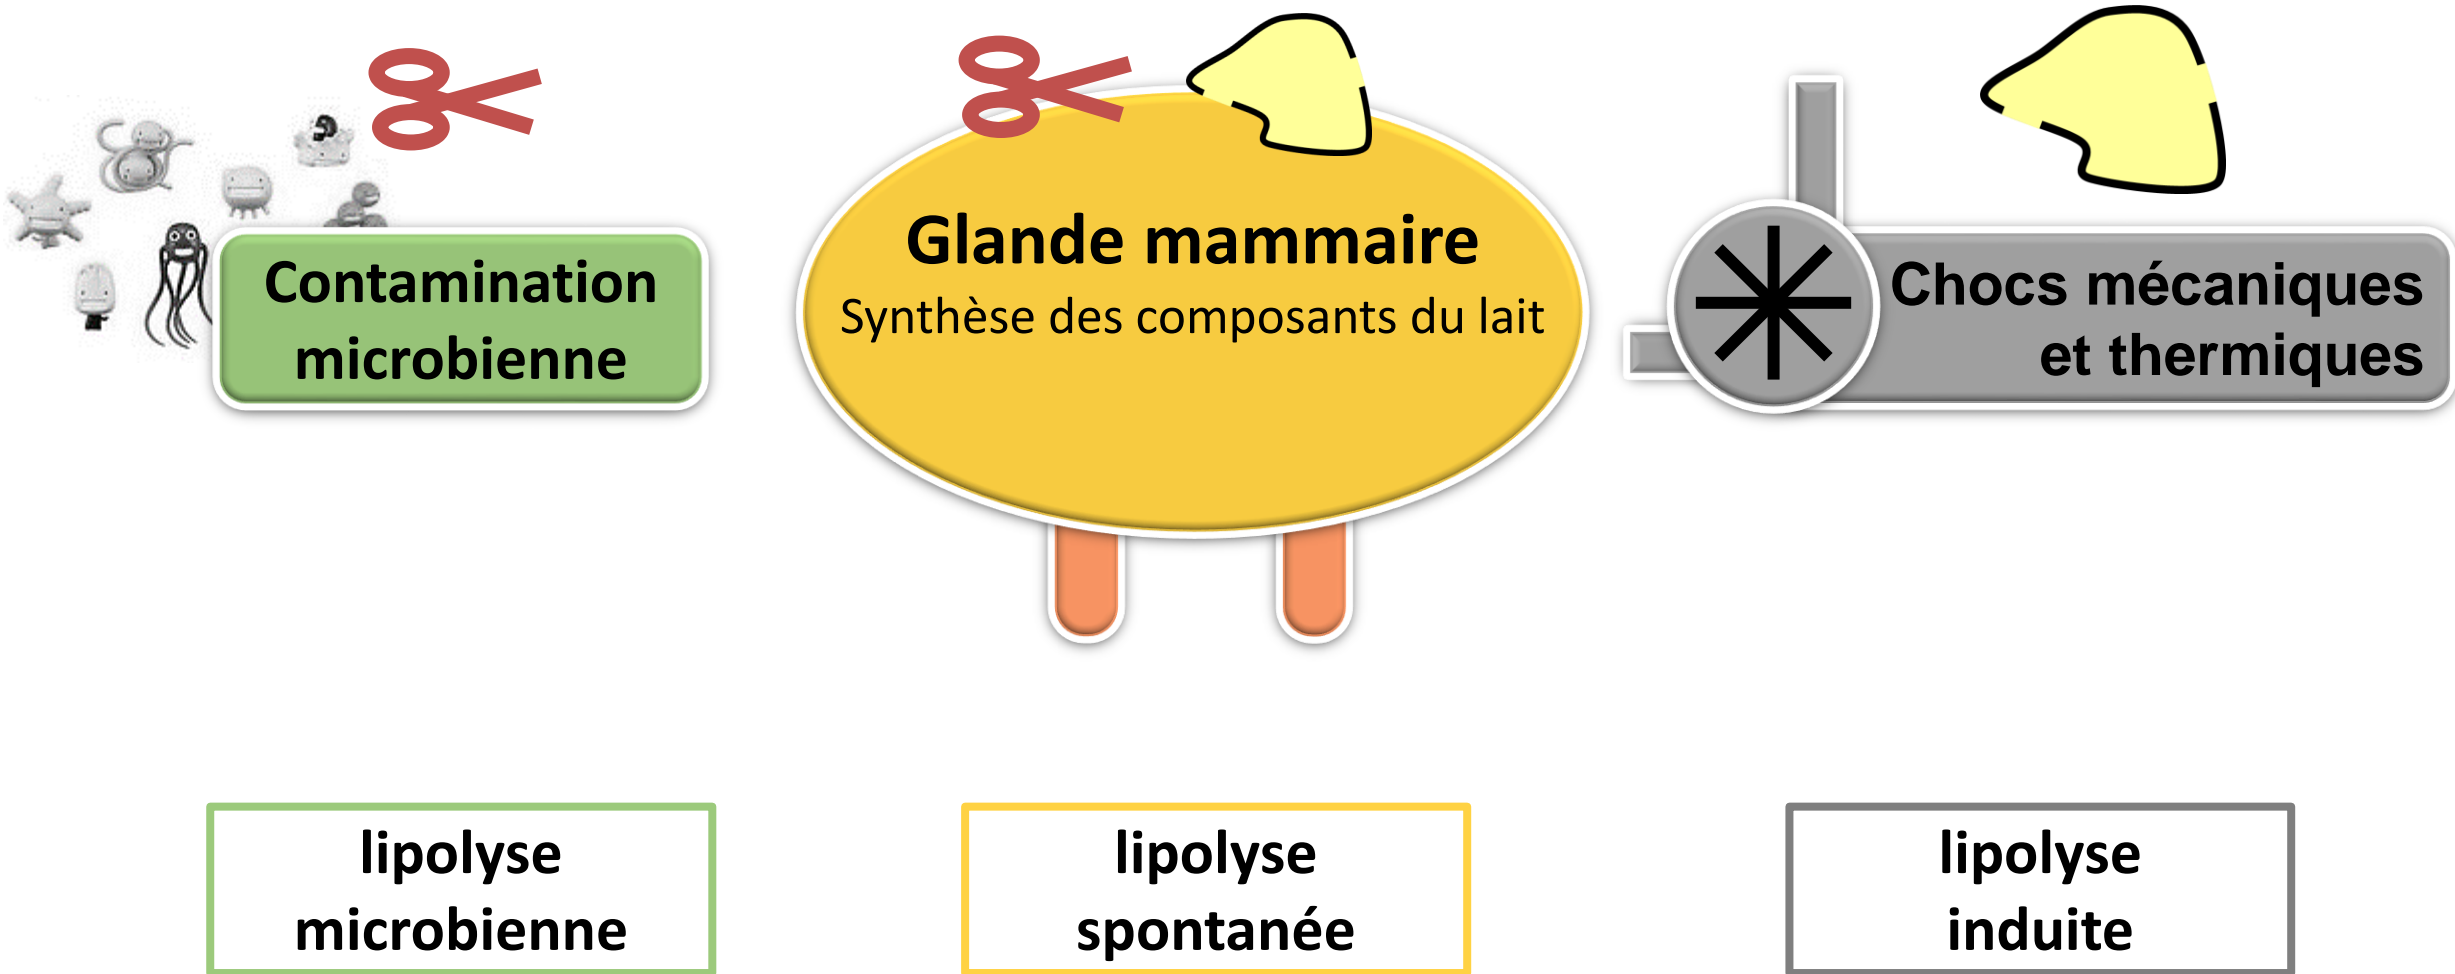 Contamination
microbienne
Glande mammaire
Synthèse des composants du lait
Chocs mécaniques
et thermiques
lipolyse
microbienne
lipolyse
spontanée
lipolyse
induite